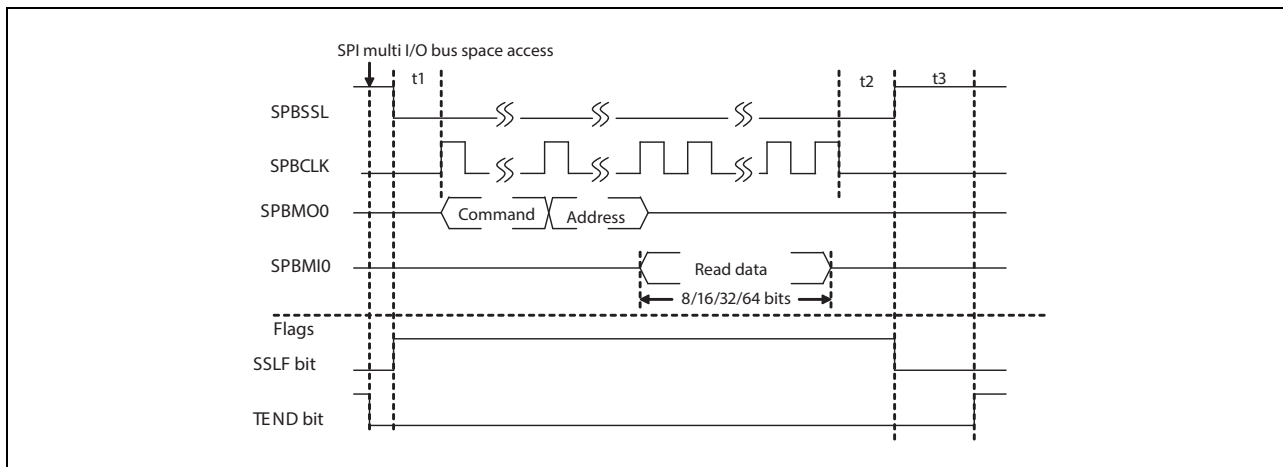 SPI multi I/O bus space access
t1 t2 t3
SPBSSL
SPBCLK
SPBMO0 Command Address
SPBMI0 Read data
8/16/32/64 bits
Flags
SSLF bit
TEND bit